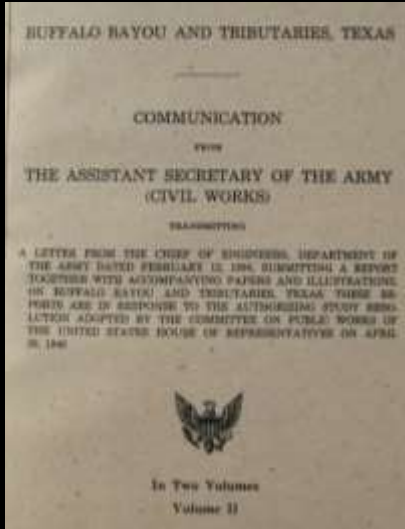 BUFFALO BAYOU AND TRIBUTARIES, TEXAS
COMMUNICATION
FROM
THE ASSISTANT SECRETARY OF THE ARMY
(CIVIL WORKS)
TRANSMITTING
A LETTER FROM THE CHIEF OF ENGINEERS, DEPARTMENT OF
THE ARMY DATED FEBRUARY 12, SUBMITTING A REPORT
TOGETHER WITH ACCOMPANYING PAPERS AND ILLUSTRATIONS,
ON BUFFALO BAYOU AND TRIBUTARIES, TEXAS. THESE RE-
PORTS ARE IN RESPONSE TO THE AUTHORIZING STUDY RESO-
LUTION ADOPTED BY THE COMMITTEE ON PUBLIC WORKS OF
THE UNITED STATES HOUSE OF REPRESENTATIVES ON APRIL
In Two Volumes
Volume II